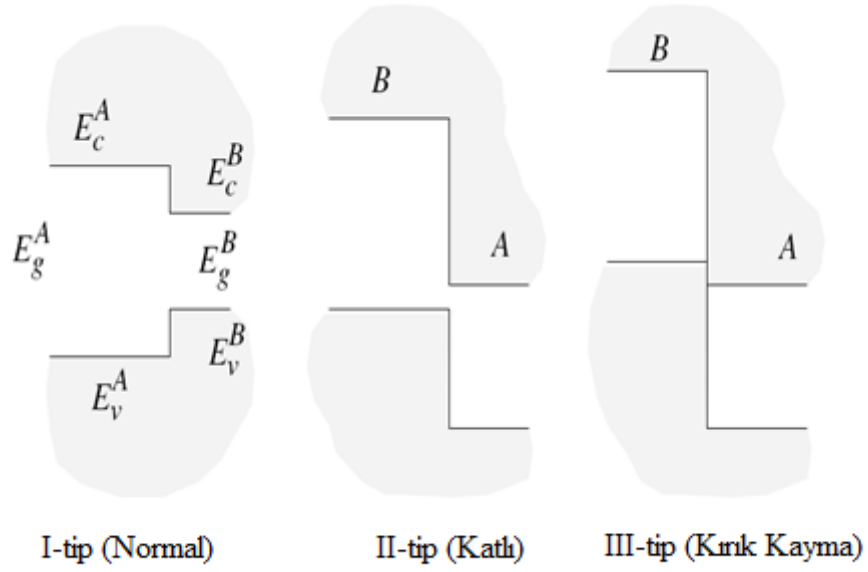 B
B
E_c^A
E_c^B
E_g^A
E_g^B
A
A
E_v^B
E_v^A
I-tip (Normal)
II-tip (Katlı)
III-tip (Kırık Kayma)